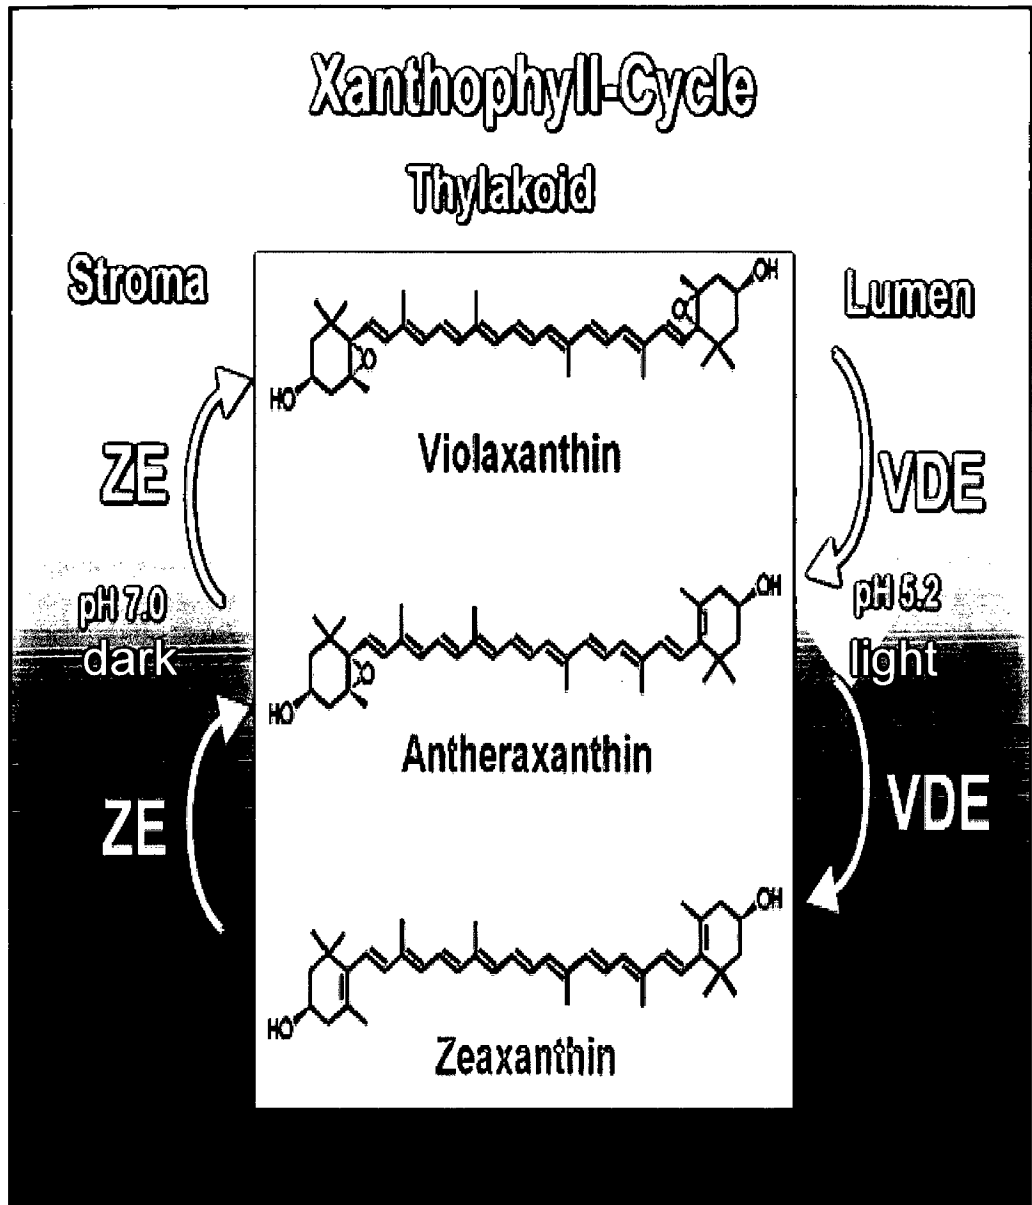 Xanthophyll-Cycle
Thylakoid
Stroma
Lumen
OH
O
O
HO
Violaxanthin
ZE
VDE
pH 7.0
dark
pH 5.2
light
OH
O
HO
Antheraxanthin
ZE
VDE
OH
HO
Zeaxanthin